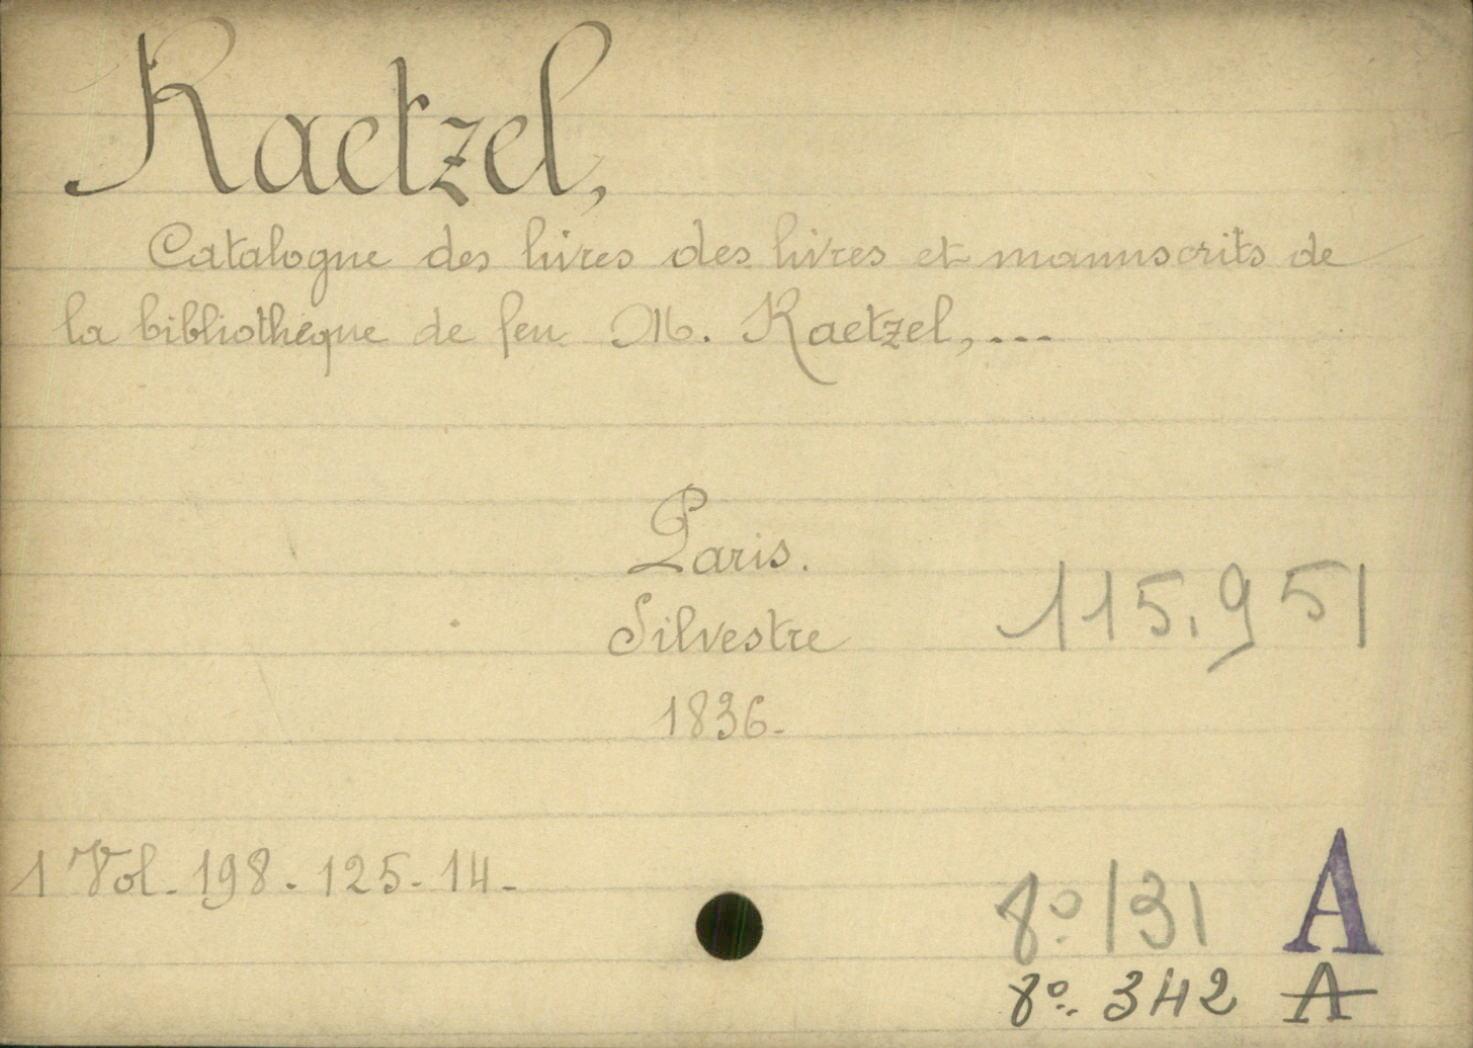 Raetzel,
Catalogue des livres des livres et manuscrits de
la bibliothèque de feu M. Raetzel,...
Paris.
Silvestre
115.951
1836.
1 Vol. 198. 125. 14.
8° 131 A
8° 342 A